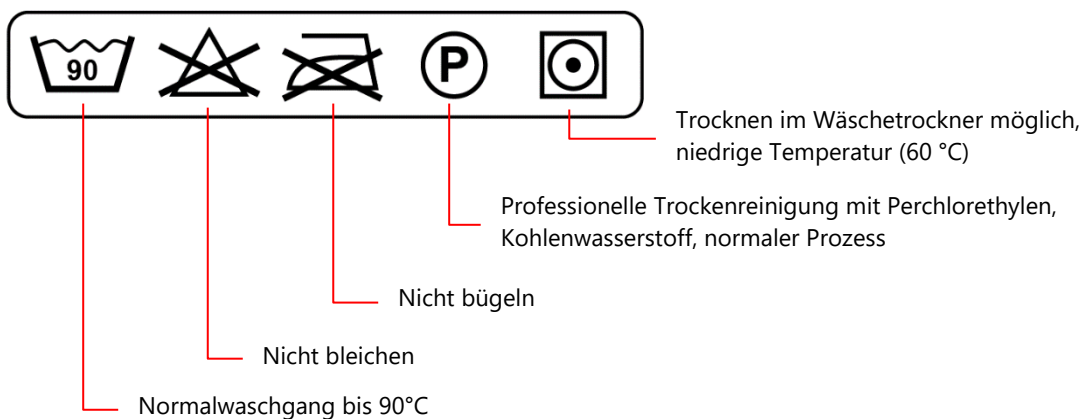 90
P
Trocknen im Wäschetrockner möglich,
niedrige Temperatur (60 °C)
Professionelle Trockenreinigung mit Perchlorethylen,
Kohlenwasserstoff, normaler Prozess
Nicht bügeln
Nicht bleichen
Normalwaschgang bis 90°C